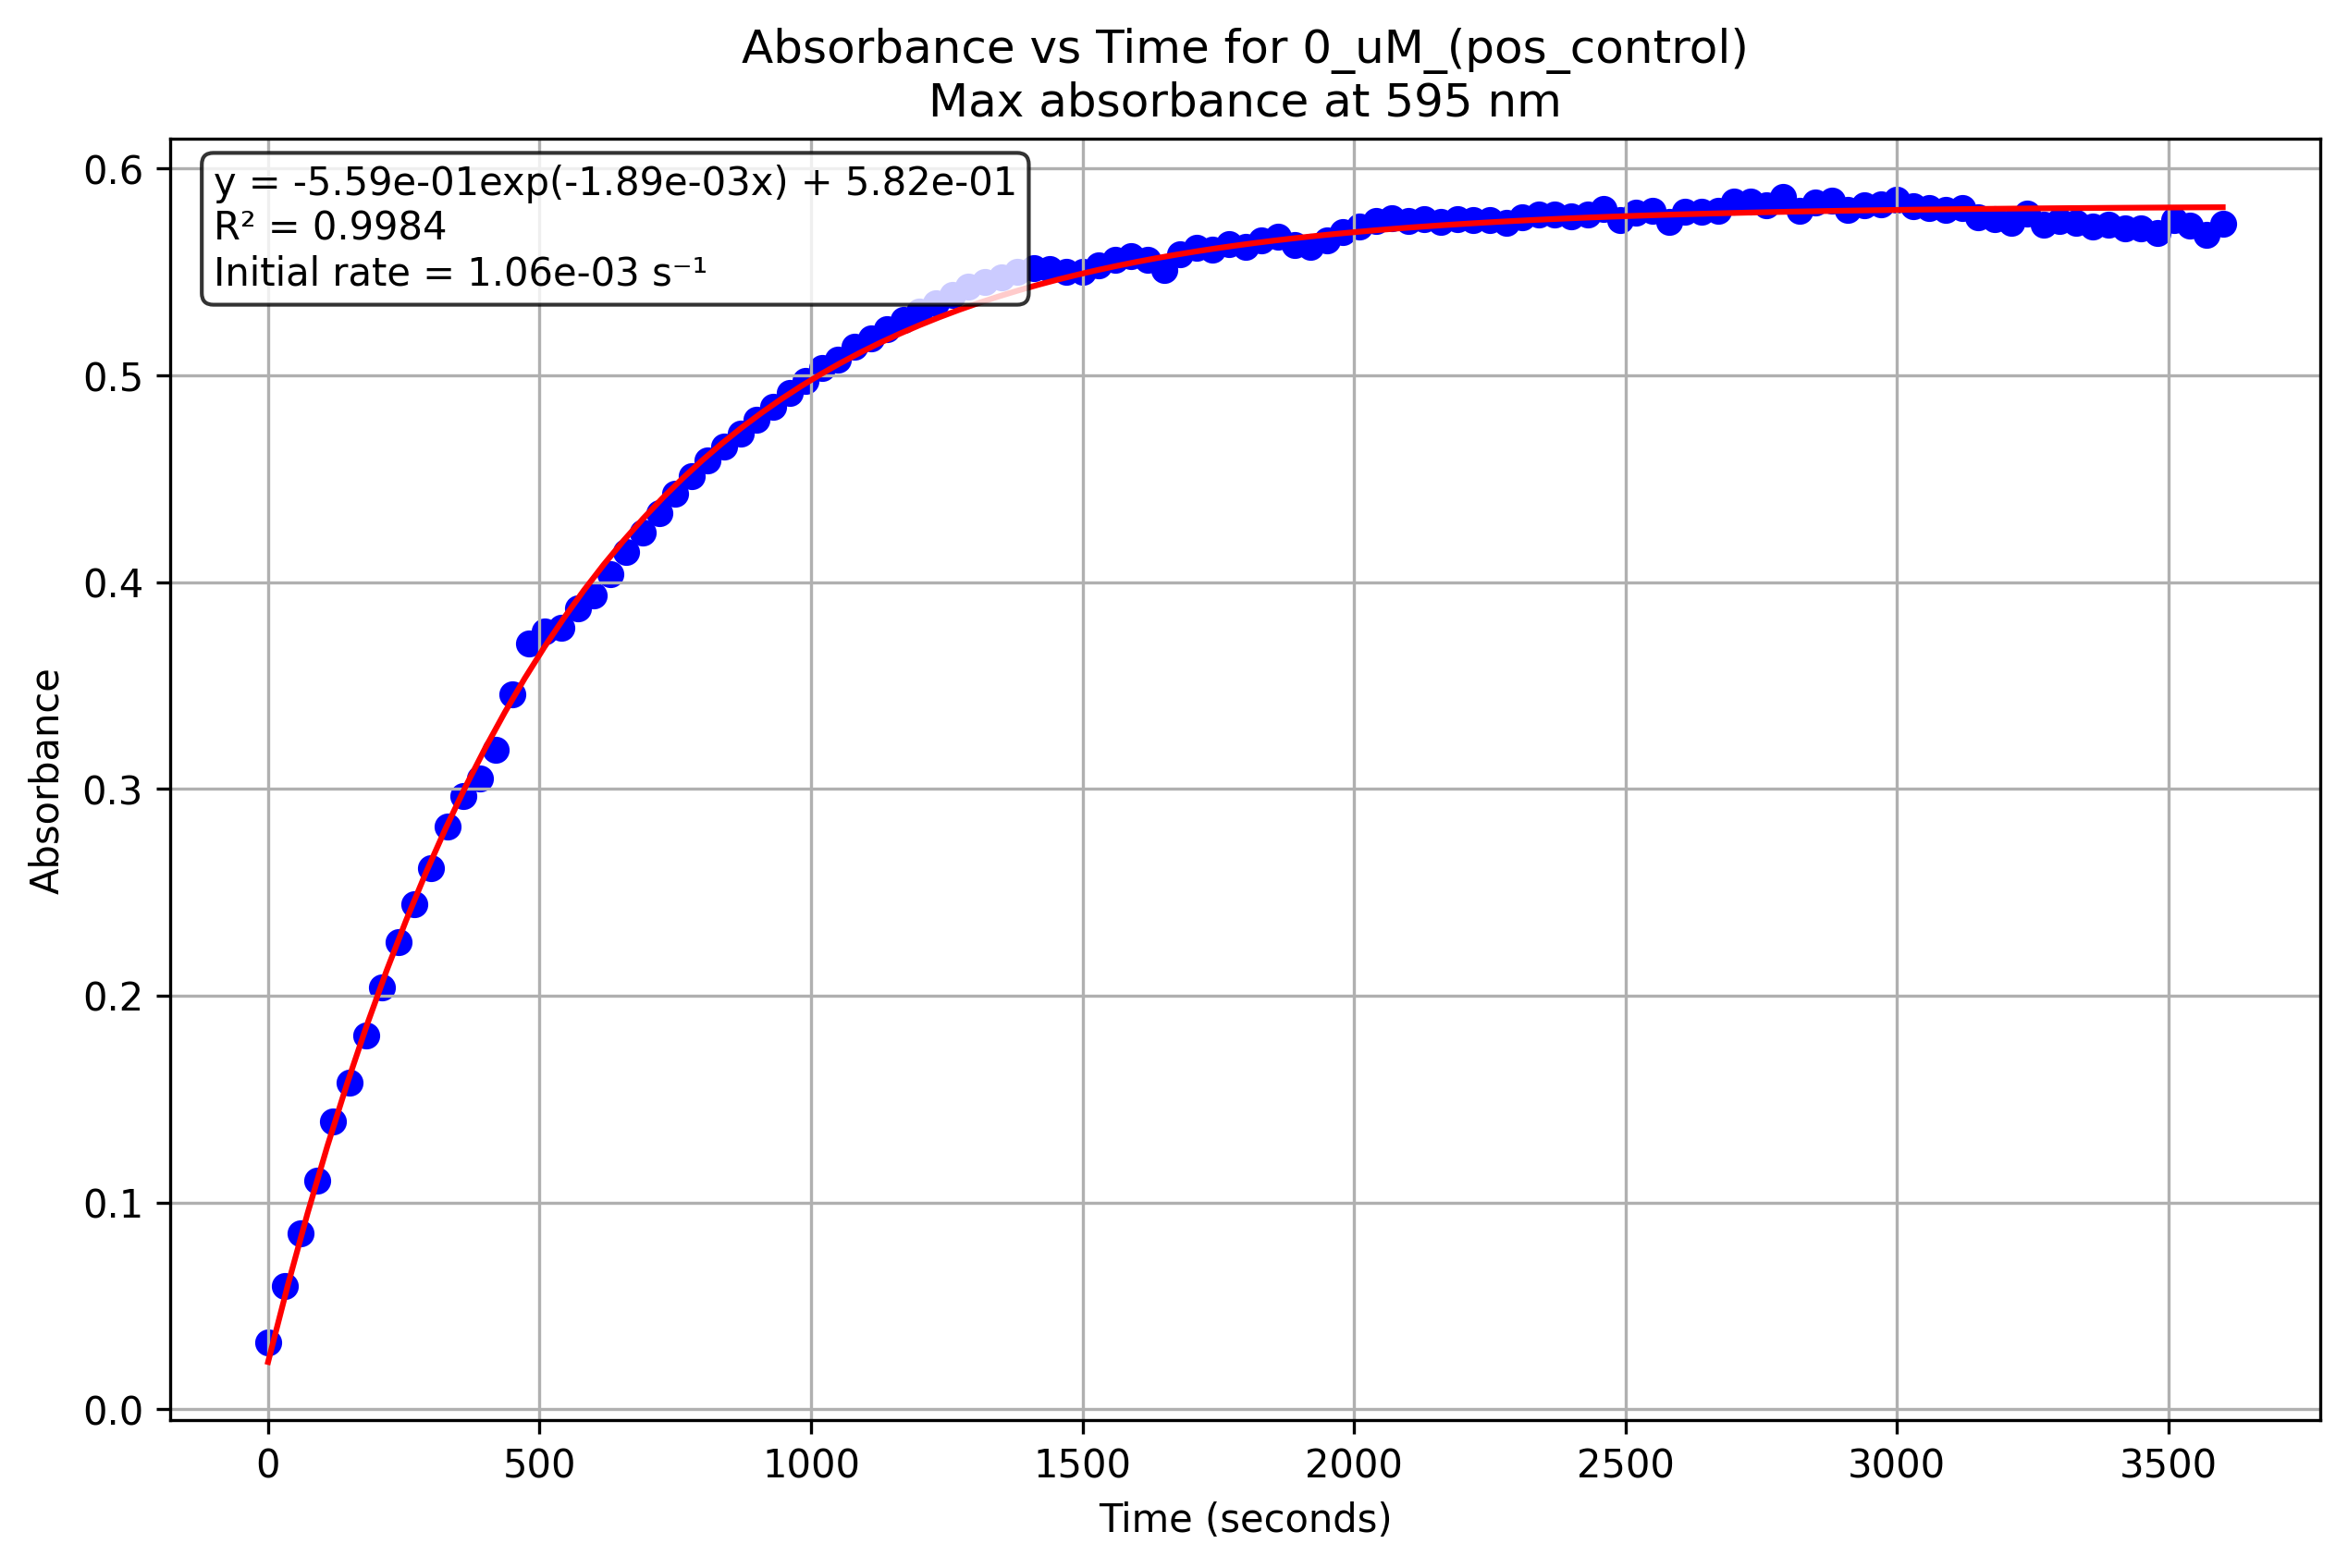 Absorbance vs Time for 0_uM_(pos_control)
Max absorbance at 595 nm
y = -5.59e-01exp(-1.89e-03x) + 5.82e-01
R² = 0.9984
Initial rate = 1.06e-03 s⁻¹
0.6
0.5
0.4
0.3
0.2
0.1
0.0
Absorbance
0 500 1000 1500 2000 2500 3000 3500
Time (seconds)